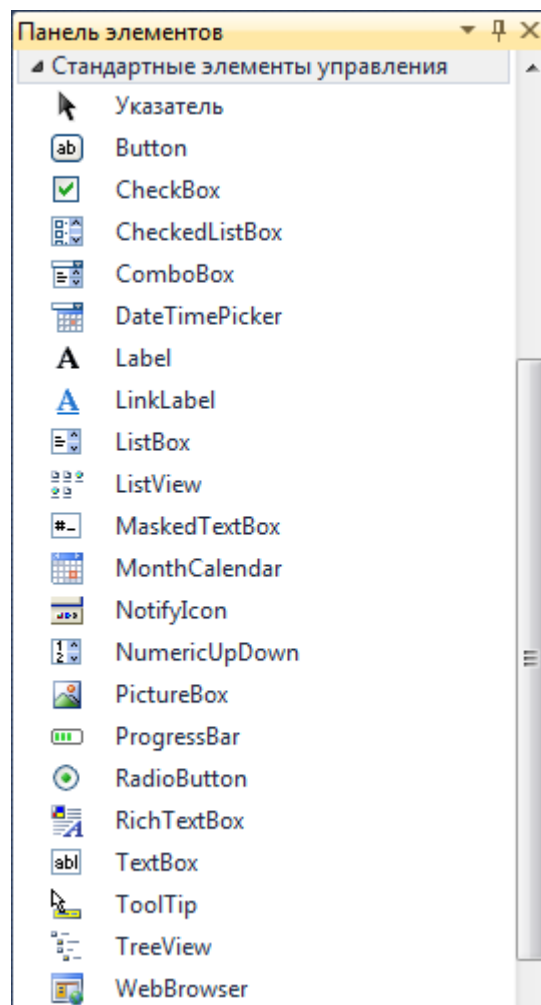 Панель элементов
Стандартные элементы управления
Указатель
Button
CheckBox
CheckedListBox
ComboBox
DateTimePicker
Label
LinkLabel
ListBox
ListView
MaskedTextBox
MonthCalendar
NotifyIcon
NumericUpDown
PictureBox
ProgressBar
RadioButton
RichTextBox
TextBox
ToolTip
TreeView
WebBrowser